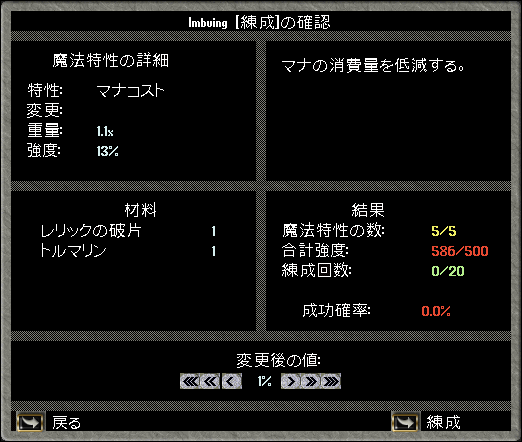 Imbuing [練成]の確認
魔法特性の詳細
特性: マナコスト
変更:
重量: 1.1x
強度: 13%
マナの消費量を低減する。
材料
レリックの破片 1
トルマリン 1
結果
魔法特性の数: 5/5
合計強度: 586/500
練成回数: 0/20
成功確率: 0.0%
変更後の値:
<<< << < 1% > >> >>>
戻る
練成